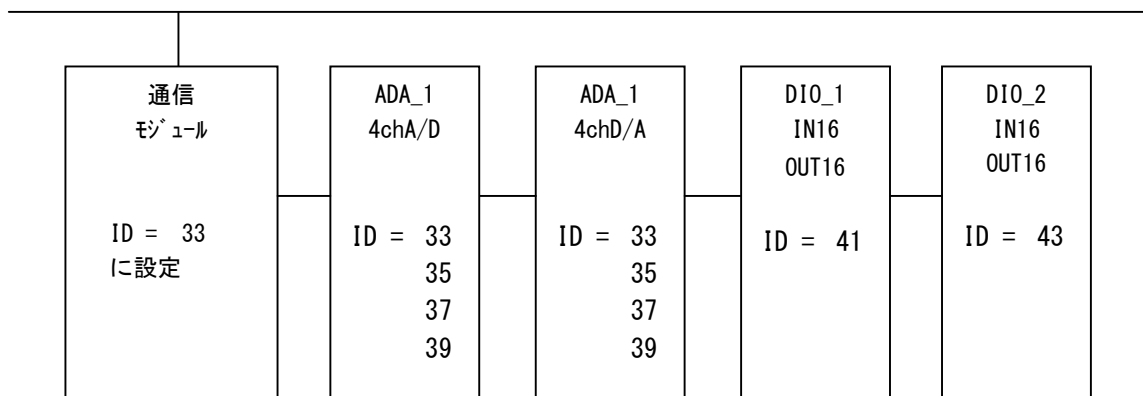 通信
ﾓｼﾞｭｰﾙ
ID = 33
に設定
ADA_1
4chA/D
ID = 33
35
37
39
ADA_1
4chD/A
ID = 33
35
37
39
DIO_1
IN16
OUT16
ID = 41
DIO_2
IN16
OUT16
ID = 43